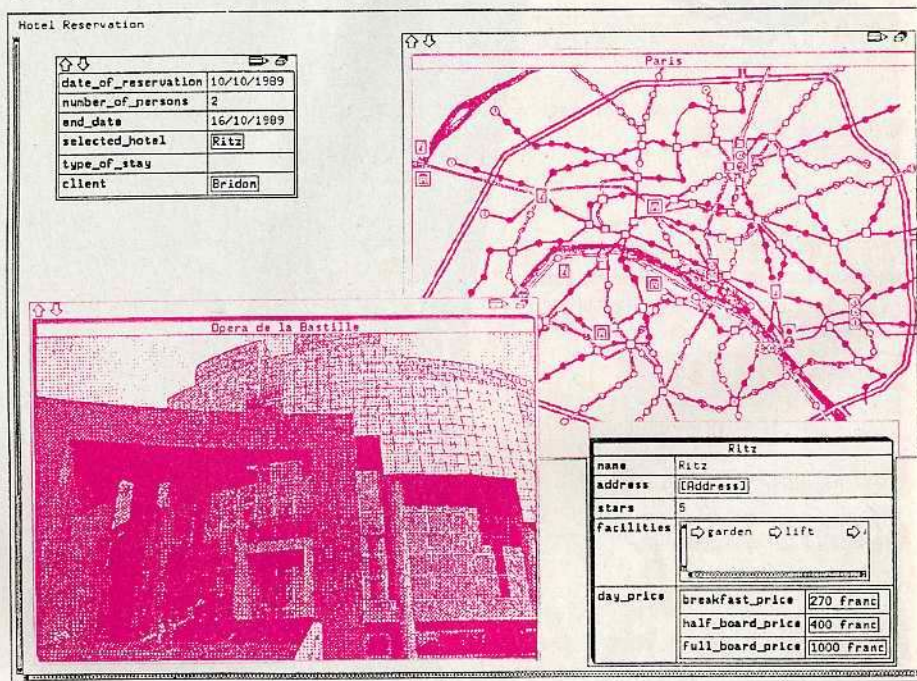 Hotel Reservation
date_of_reservation 10/10/1989
number_of_persons 2
end_date 16/10/1989
selected_hotel Ritz
type_of_stay
client Bridon
Paris
Opera de la Bastille
Ritz
name Ritz
address [Address]
stars 5
facilities garden lift
day_price breakfast_price 270 franc
half_board_price 400 franc
full_board_price 1000 franc